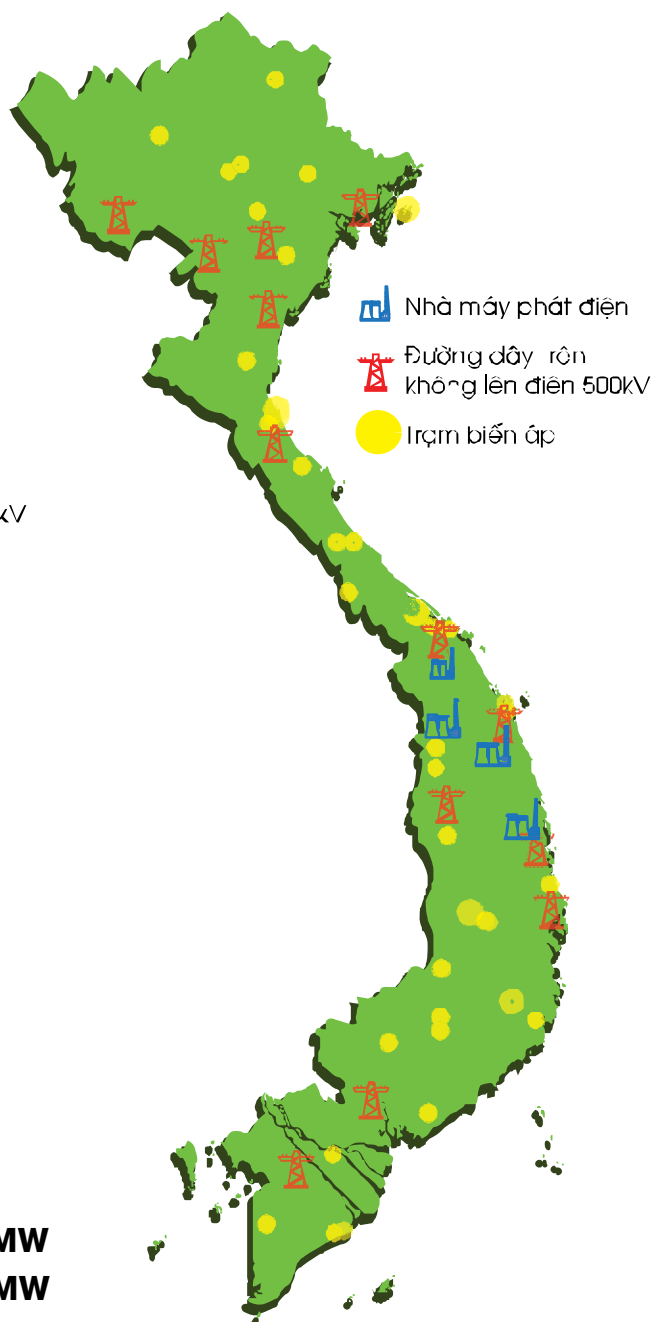 Nhà máy phát điện
Đường dây
không lên điên 500kV
Trạm biến áp
kV
MW
MW